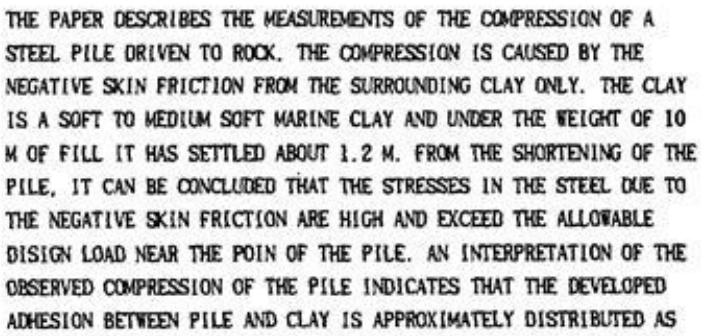 THE PAPER DESCRIBES THE MEASUREMENTS OF THE COMPRESSION OF A
STEEL PILE DRIVEN TO ROCK. THE COMPRESSION IS CAUSED BY THE
NEGATIVE SKIN FRICTION FROM THE SURROUNDING CLAY ONLY. THE CLAY
IS A SOFT TO MEDIUM SOFT MARINE CLAY AND UNDER THE WEIGHT OF 10
M OF FILL IT HAS SETTLED ABOUT 1.2 M. FROM THE SHORTENING OF THE
PILE, IT CAN BE CONCLUDED THAT THE STRESSES IN THE STEEL DUE TO
THE NEGATIVE SKIN FRICTION ARE HIGH AND EXCEED THE ALLOWABLE
DISIGN LOAD NEAR THE POIN OF THE PILE. AN INTERPRETATION OF THE
OBSERVED COMPRESSION OF THE PILE INDICATES THAT THE DEVELOPED
ADHESION BETWEEN PILE AND CLAY IS APPROXIMATELY DISTRIBUTED AS